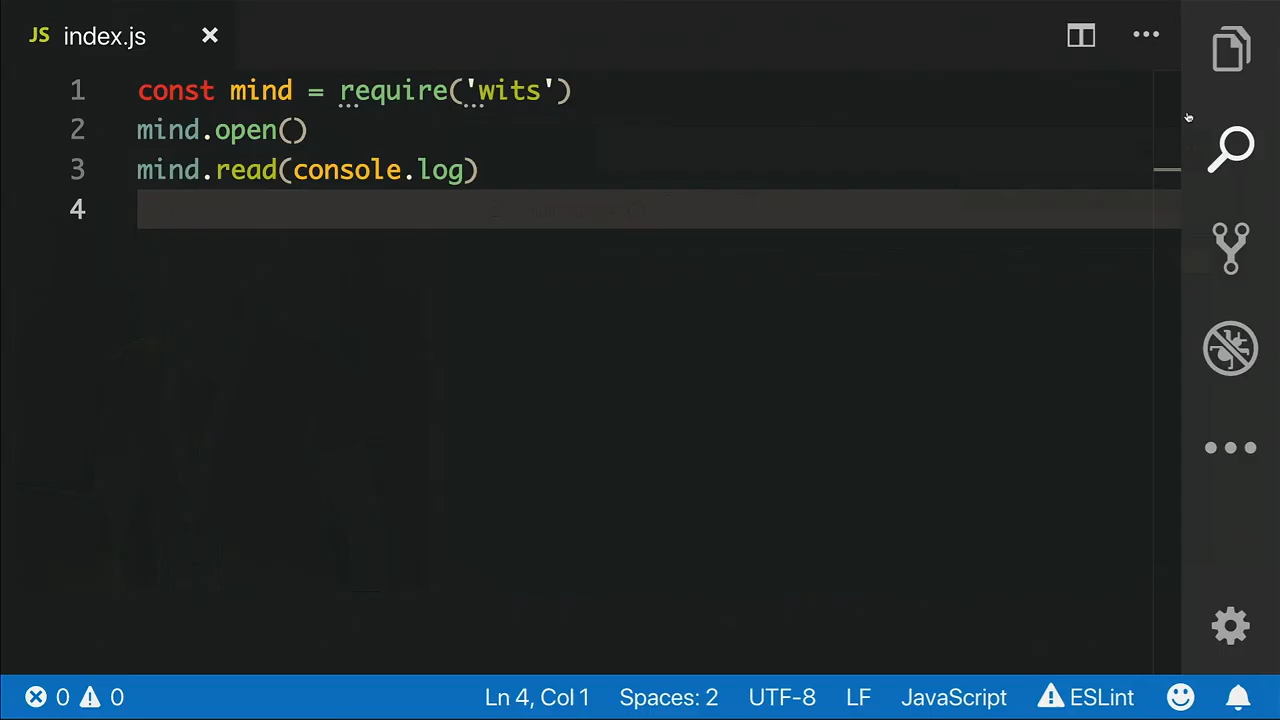 JS index.js
1 const mind = require('wits')
2 mind.open()
3 mind.read(console.log)
4
0 0 Ln 4, Col 1 Spaces: 2 UTF-8 LF JavaScript ESLint